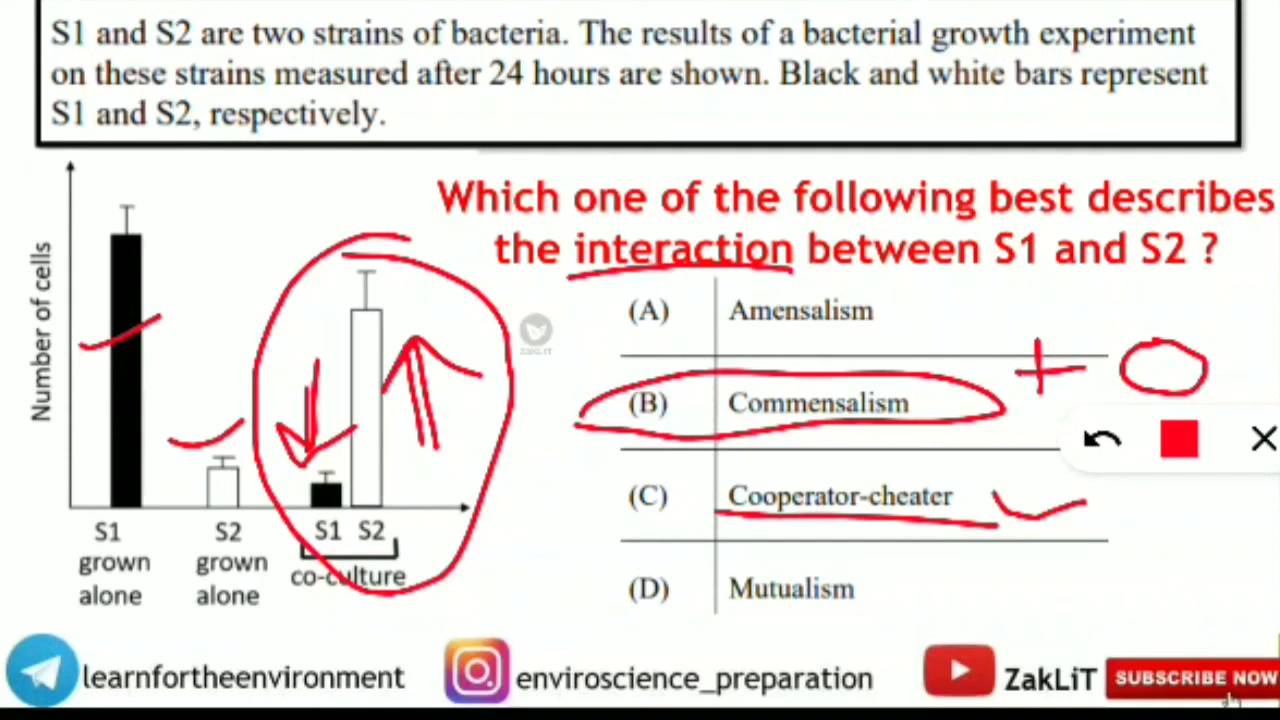 S1 and S2 are two strains of bacteria. The results of a bacterial growth experiment
on these strains measured after 24 hours are shown. Black and white bars represent
S1 and S2, respectively.
Which one of the following best describes
the interaction between S1 and S2 ?
Number of cells
S1 grown alone
S2 grown alone
S1 S2
co-culture
ZAKLIT
(A) Amensalism
(B) Commensalism
+ O
(C) Cooperator-cheater
(D) Mutualism
learnfortheenvironment
enviroscience_preparation
ZakLiT
SUBSCRIBE NOW